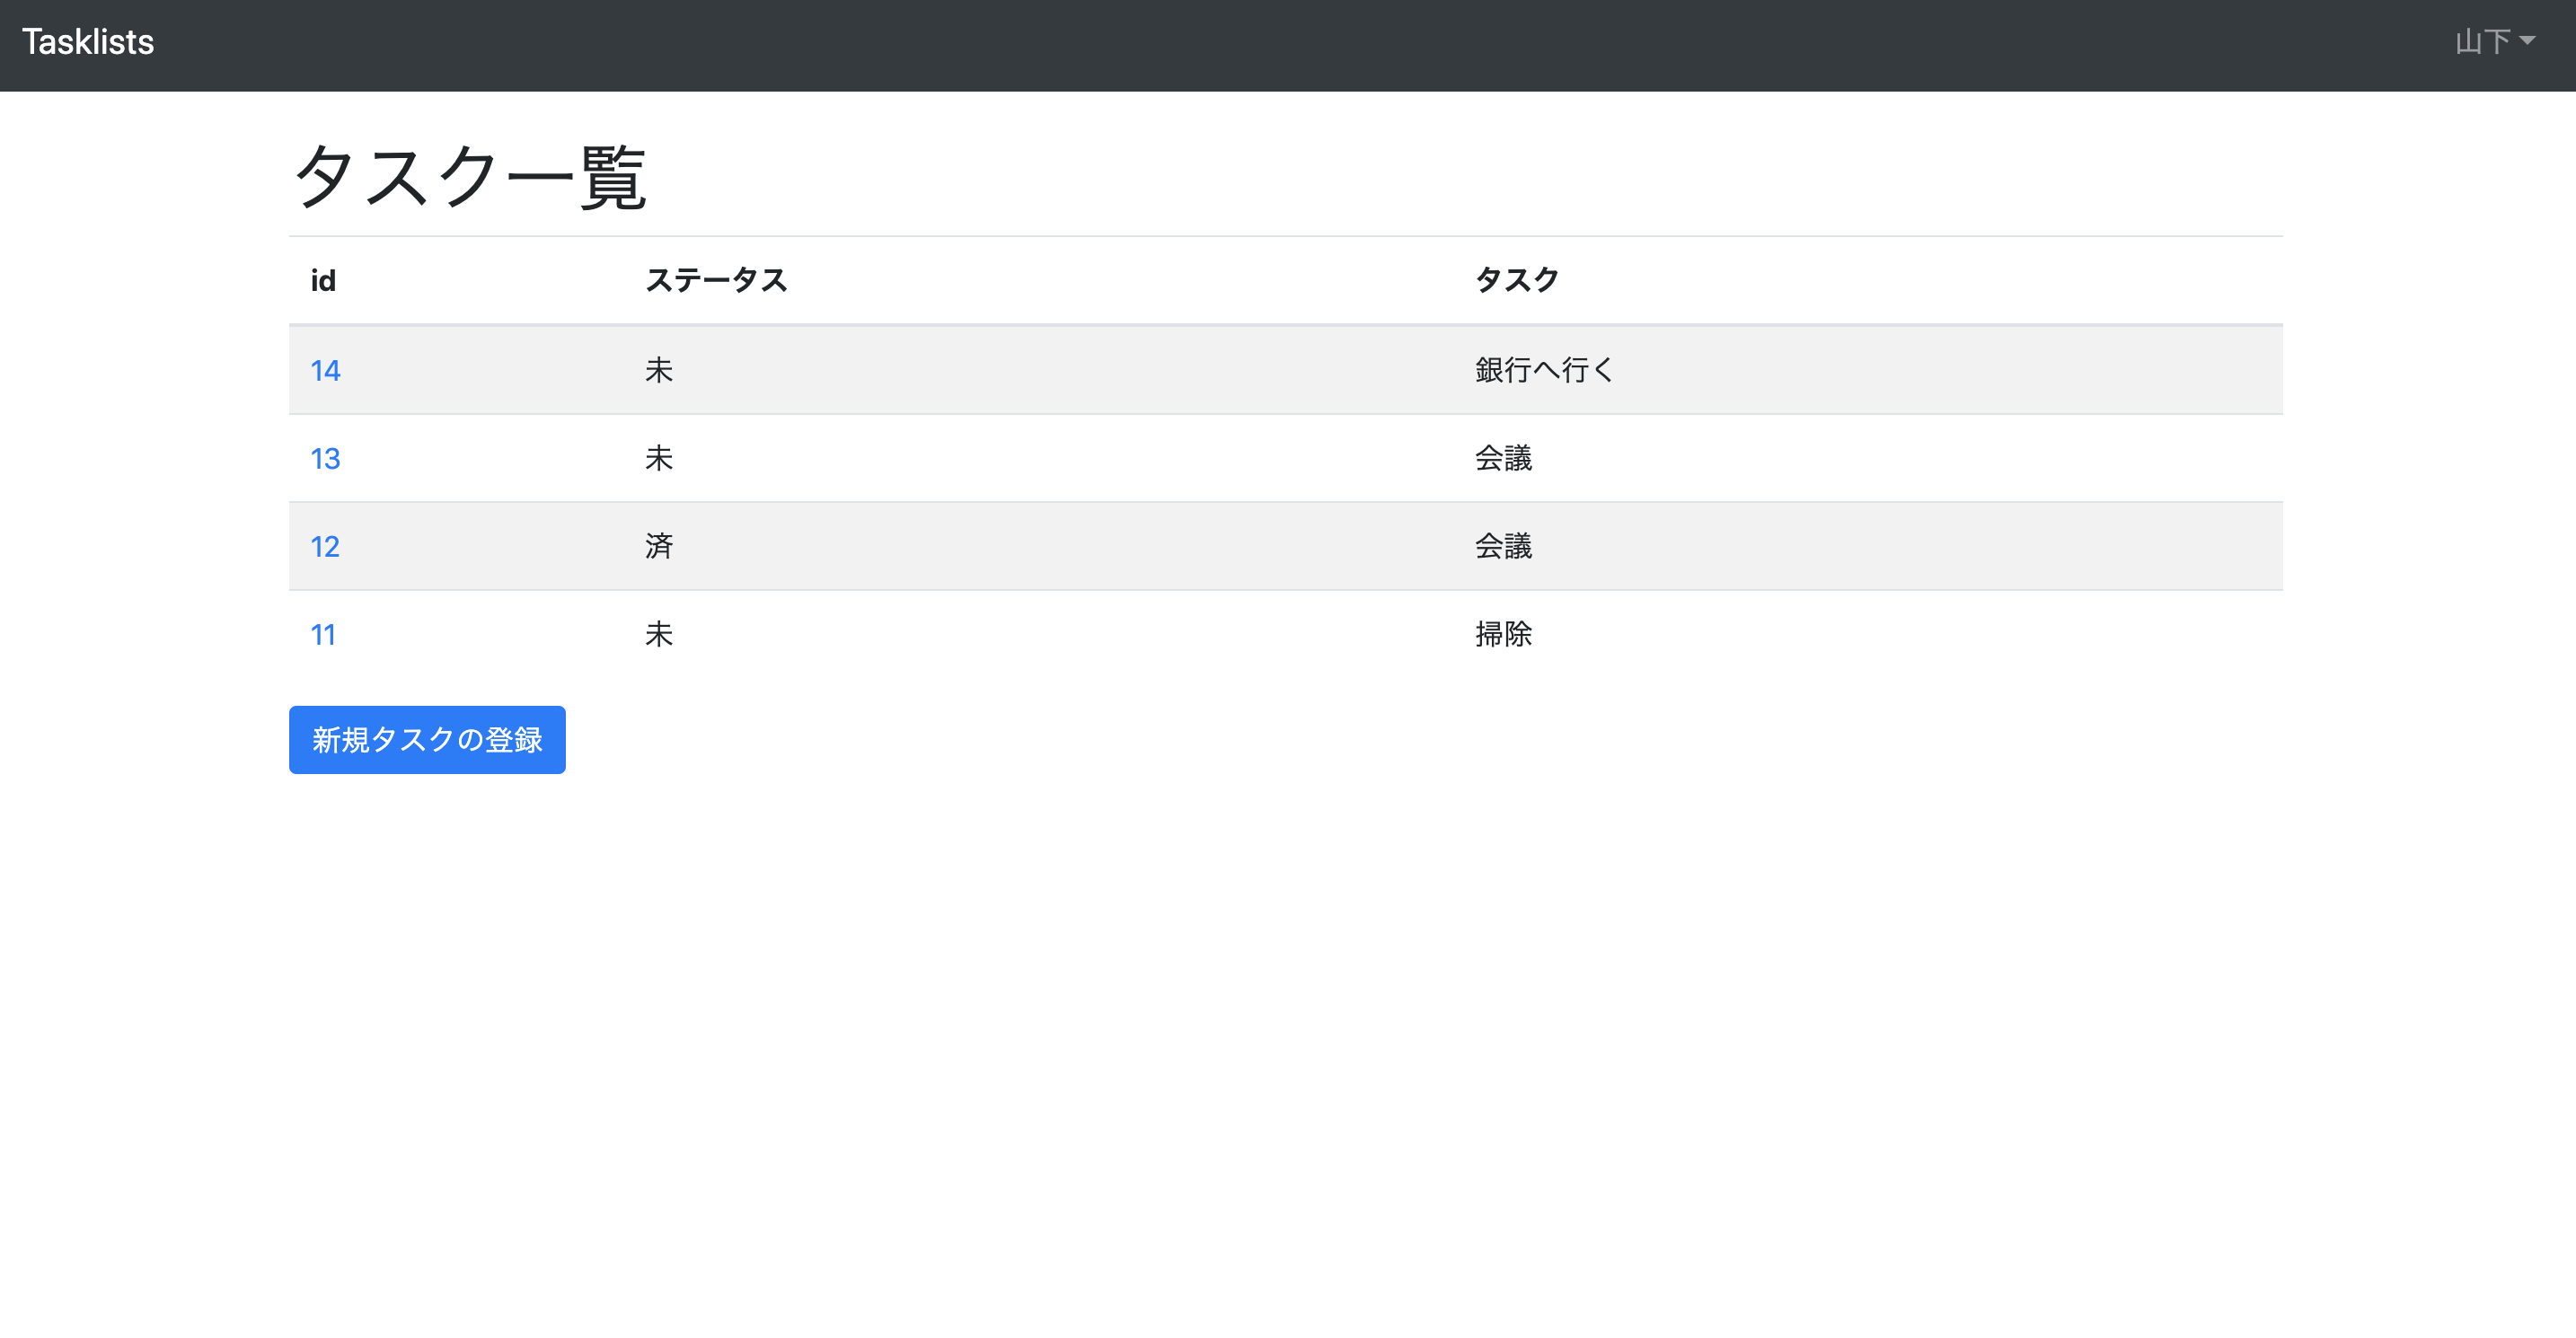 Tasklists 山下
タスク一覧
id ステータス タスク
14 未 銀行へ行く
13 未 会議
12 済 会議
11 未 掃除
新規タスクの登録